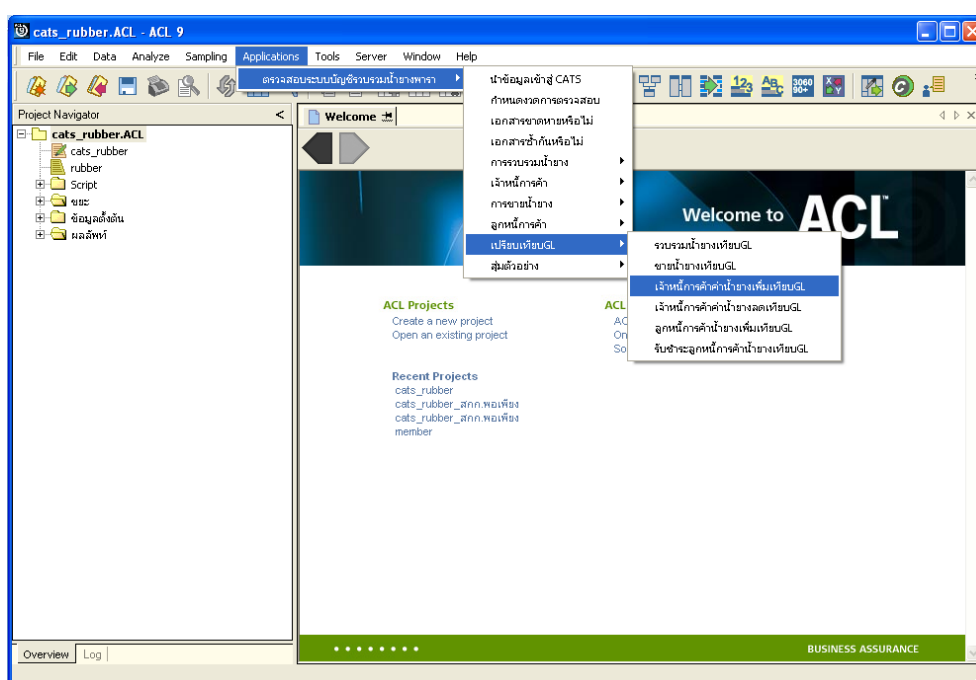 cats_rubber.ACL - ACL 9
File Edit Data Analyze Sampling Applications Tools Server Window Help
ตรวจสอบระบบบัญชีรวบรวมน้ำยางพารา
นำข้อมูลเข้าสู่ CATS
กำหนดงวดการตรวจสอบ
เอกสารขาดหายหรือไม่
เอกสารซ้ำกันหรือไม่
การรวบรวมน้ำยาง
เจ้าหนี้การค้า
การขายน้ำยาง
ลูกหนี้การค้า
เปรียบเทียบGL
สุ่มตัวอย่าง
รวบรวมน้ำยางเทียบGL
ขายน้ำยางเทียบGL
เจ้าหนี้การค้าค่าน้ำยางเพิ่มเทียบGL
เจ้าหนี้การค้าค่าน้ำยางลดเทียบGL
ลูกหนี้การค้าน้ำยางเพิ่มเทียบGL
รับชำระลูกหนี้การค้าน้ำยางเทียบGL
Project Navigator
cats_rubber.ACL
cats_rubber
rubber
Script
ขยะ
ข้อมูลตั้งต้น
ผลลัพท์
Welcome
Welcome to ACL™
ACL Projects
Create a new project
Open an existing project
Recent Projects
cats_rubber
cats_rubber_สกก.พอเพียง
cats_rubber_สกก.พอเพียง
member
ACL
AC
On
So
BUSINESS ASSURANCE
Overview Log